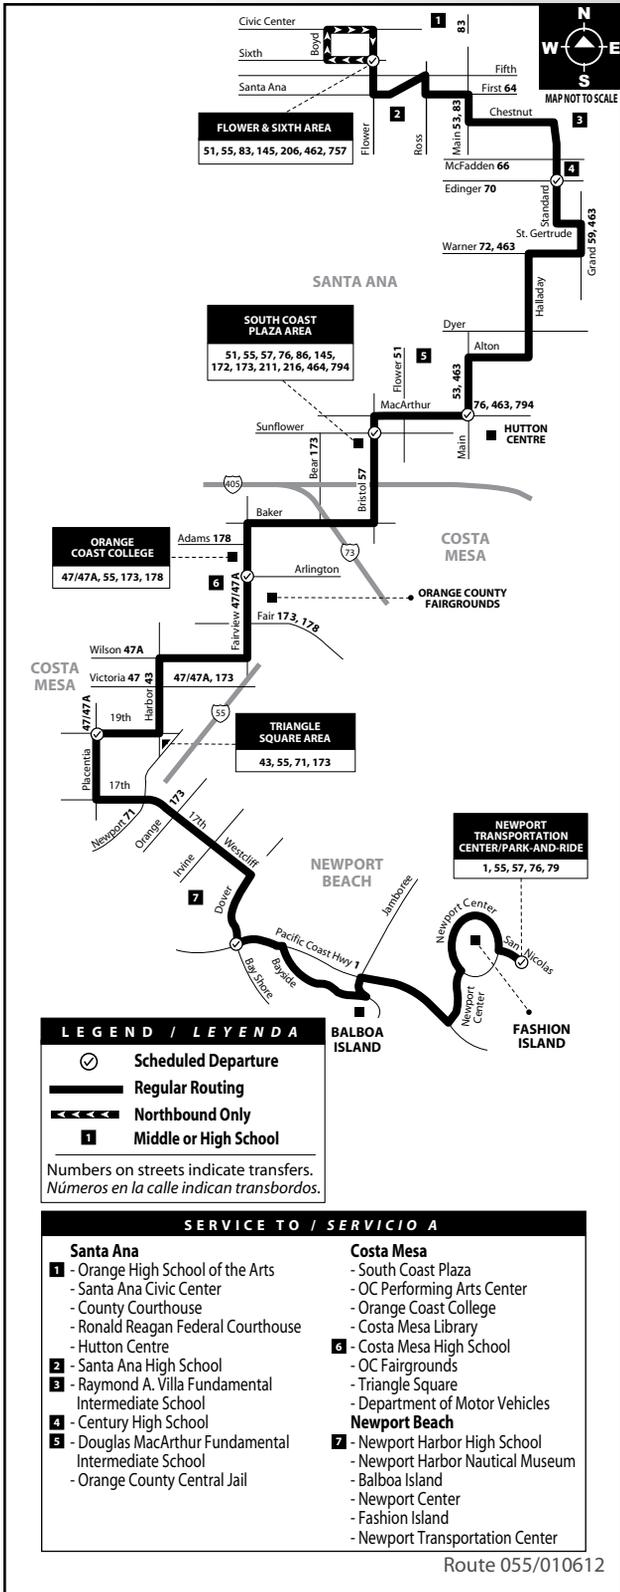 Civic Center
Boyd
1
83
N
W E
S
MAP NOT TO SCALE
Sixth
Fifth
Santa Ana
First 64
2
Flower
Ross
Main 53, 83
Chestnut
3
FLOWER & SIXTH AREA
51, 55, 83, 145, 206, 462, 757
McFadden 66
4
Edinger 70
Standard
St. Gertrude
Grand 59, 463
Warner 72, 463
SANTA ANA
Halladay
Dyer
SOUTH COAST
PLAZA AREA
51, 55, 57, 76, 86, 145,
172, 173, 211, 216, 464, 794
Flower 51
5
Alton
53, 463
MacArthur
76, 463, 794
Sunflower
Main
HUTTON
CENTRE
Bear 173
Bristol 57
405
Baker
COSTA
MESA
ORANGE
COAST COLLEGE
47/47A, 55, 173, 178
Adams 178
73
6
Arlington
Fairview 47/47A
ORANGE COUNTY
FAIRGROUNDS
Fair 173, 178
Wilson 47A
COSTA
MESA
Victoria 47
47/47A, 173
Harbor 43
47/47A
19th
55
TRIANGLE
SQUARE AREA
43, 55, 71, 173
Placentia
17th
Newport 71
Orange
173
17th
Irvine
Westcliff
NEWPORT
BEACH
NEWPORT
TRANSPORTATION
CENTER/PARK-AND-RIDE
1, 55, 57, 76, 79
7
Dover
Jamboree
Newport Center
San Nicolas
Pacific Coast Hwy 1
Bay Shore
Bayside
Newport
Center
BALBOA
ISLAND
FASHION
ISLAND
LEGEND / LEYENDA
Scheduled Departure
Regular Routing
Northbound Only
1 Middle or High School
Numbers on streets indicate transfers.
Números en la calle indican transbordos.
SERVICE TO / SERVICIO A
Santa Ana
1 - Orange High School of the Arts
- Santa Ana Civic Center
- County Courthouse
- Ronald Reagan Federal Courthouse
- Hutton Centre
2 - Santa Ana High School
3 - Raymond A. Villa Fundamental
Intermediate School
4 - Century High School
5 - Douglas MacArthur Fundamental
Intermediate School
- Orange County Central Jail
Costa Mesa
- South Coast Plaza
- OC Performing Arts Center
- Orange Coast College
- Costa Mesa Library
6 - Costa Mesa High School
- OC Fairgrounds
- Triangle Square
- Department of Motor Vehicles
Newport Beach
7 - Newport Harbor High School
- Newport Harbor Nautical Museum
- Balboa Island
- Newport Center
- Fashion Island
- Newport Transportation Center
Route 055/010612